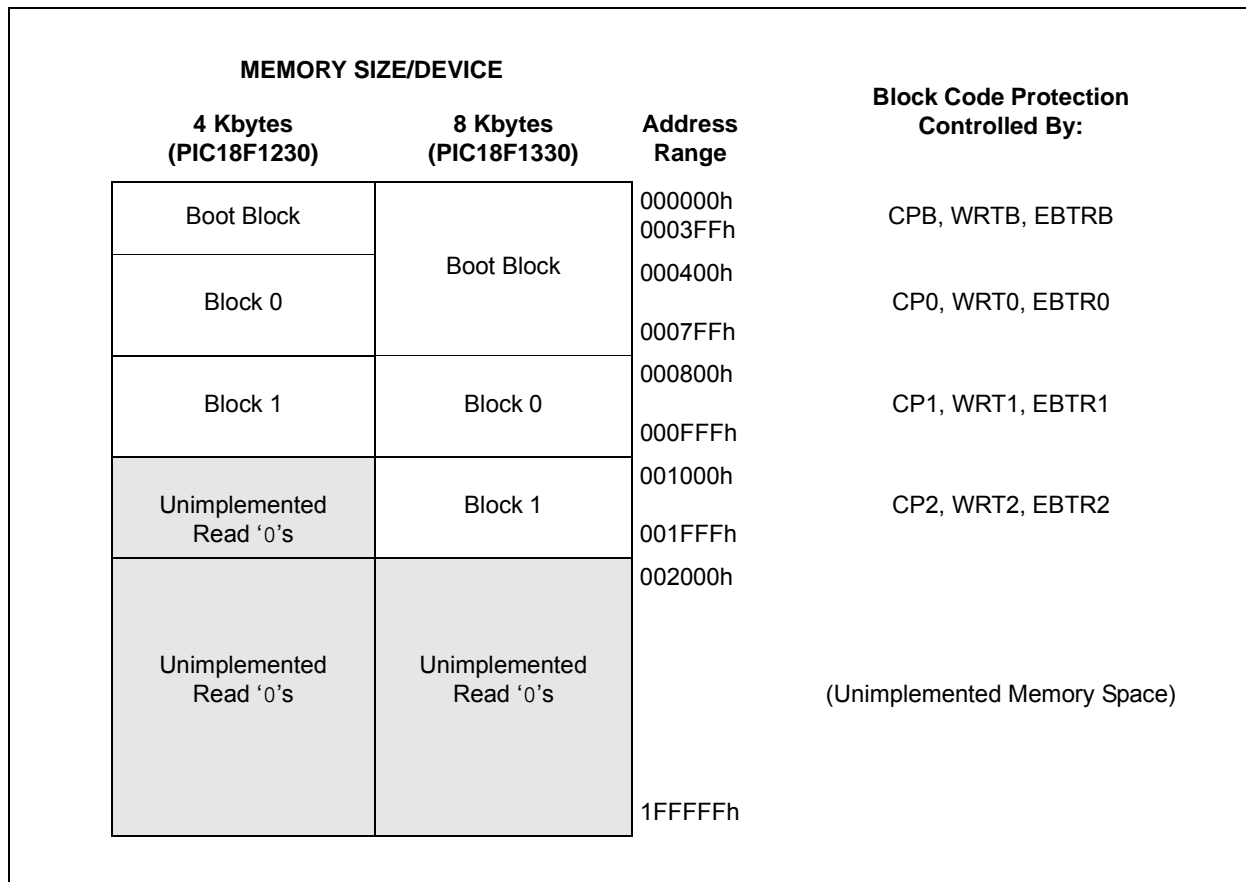 MEMORY SIZE/DEVICE
Block Code Protection
Controlled By:
4 Kbytes
(PIC18F1230)
8 Kbytes
(PIC18F1330)
Address
Range
Boot Block
Boot Block
000000h
0003FFh
CPB, WRTB, EBTRB
Block 0
000400h
0007FFh
CP0, WRT0, EBTR0
Block 1
Block 0
000800h
000FFFh
CP1, WRT1, EBTR1
Unimplemented
Read ‘0’s
Block 1
001000h
001FFFh
CP2, WRT2, EBTR2
Unimplemented
Read ‘0’s
Unimplemented
Read ‘0’s
002000h
1FFFFFh
(Unimplemented Memory Space)